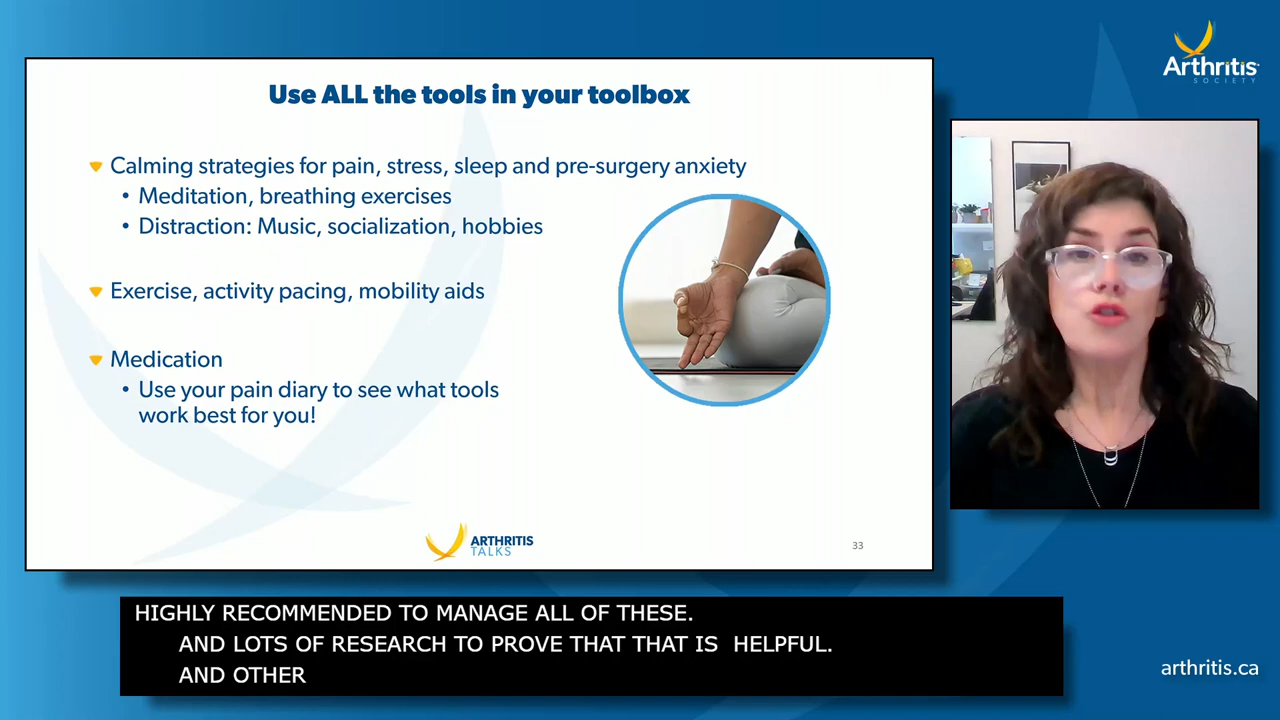 Arthritis
SOCIETY
Use ALL the tools in your toolbox
Calming strategies for pain, stress, sleep and pre-surgery anxiety
• Meditation, breathing exercises
• Distraction: Music, socialization, hobbies
Exercise, activity pacing, mobility aids
Medication
• Use your pain diary to see what tools
work best for you!
ARTHRITIS
TALKS
33
HIGHLY RECOMMENDED TO MANAGE ALL OF THESE.
AND LOTS OF RESEARCH TO PROVE THAT THAT IS HELPFUL.
AND OTHER
arthritis.ca